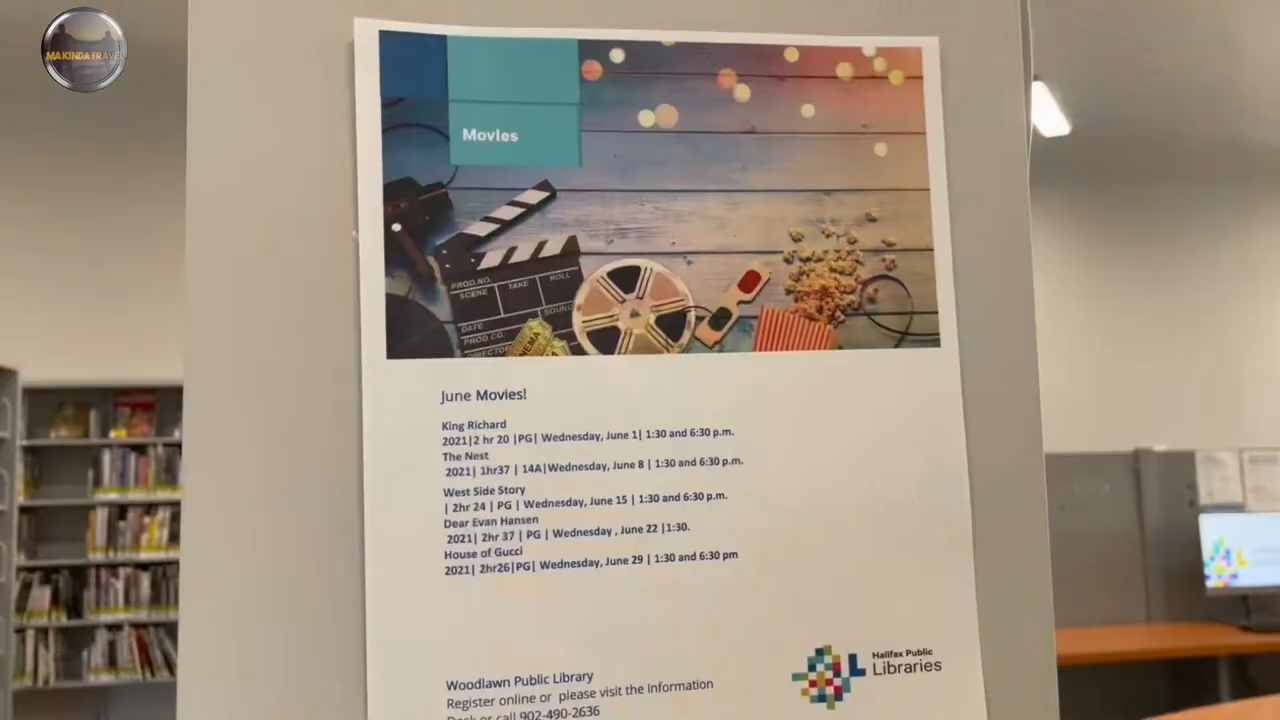 MAKINDA TRAVEL
Movies
PROD.NO.
SCENE TAKE ROLL
SOUND
DATE
PROD.CO.
DIRECTOR
CINEMA
June Movies!
King Richard
2021|2 hr 20 |PG| Wednesday, June 1| 1:30 and 6:30 p.m.
The Nest
2021| 1hr37 | 14A|Wednesday, June 8 | 1:30 and 6:30 p.m.
West Side Story
| 2hr 24 | PG | Wednesday, June 15 | 1:30 and 6:30 p.m.
Dear Evan Hansen
2021| 2hr 37 | PG | Wednesday , June 22 |1:30.
House of Gucci
2021| 2hr26|PG| Wednesday, June 29 | 1:30 and 6:30 pm
Halifax Public
Libraries
Woodlawn Public Library
Register online or please visit the Information
Desk or call 902-490-2636